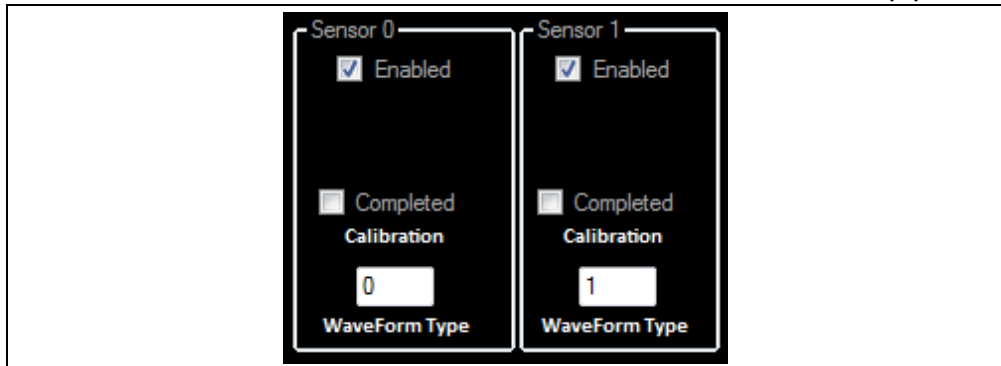 Sensor 0
Enabled
Completed
Calibration
0
WaveForm Type
Sensor 1
Enabled
Completed
Calibration
1
WaveForm Type